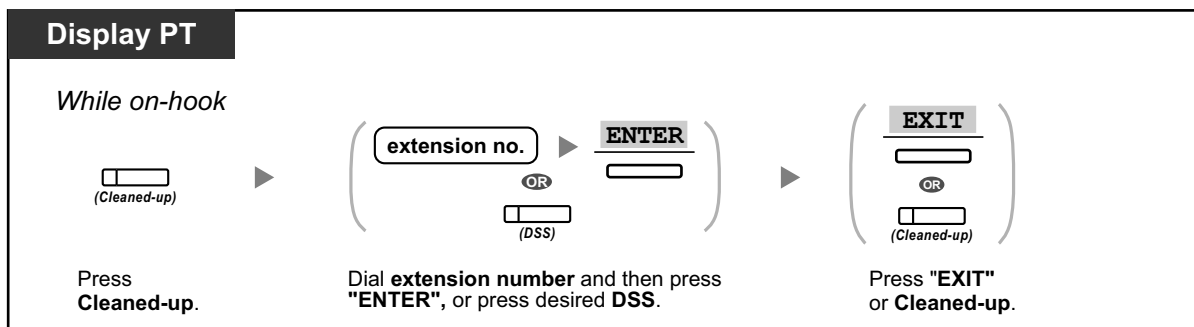 Display PT
While on-hook
(Cleaned-up)
extension no.
ENTER
OR
(DSS)
EXIT
OR
(Cleaned-up)
Press
Cleaned-up.
Dial extension number and then press
"ENTER", or press desired DSS.
Press "EXIT"
or Cleaned-up.